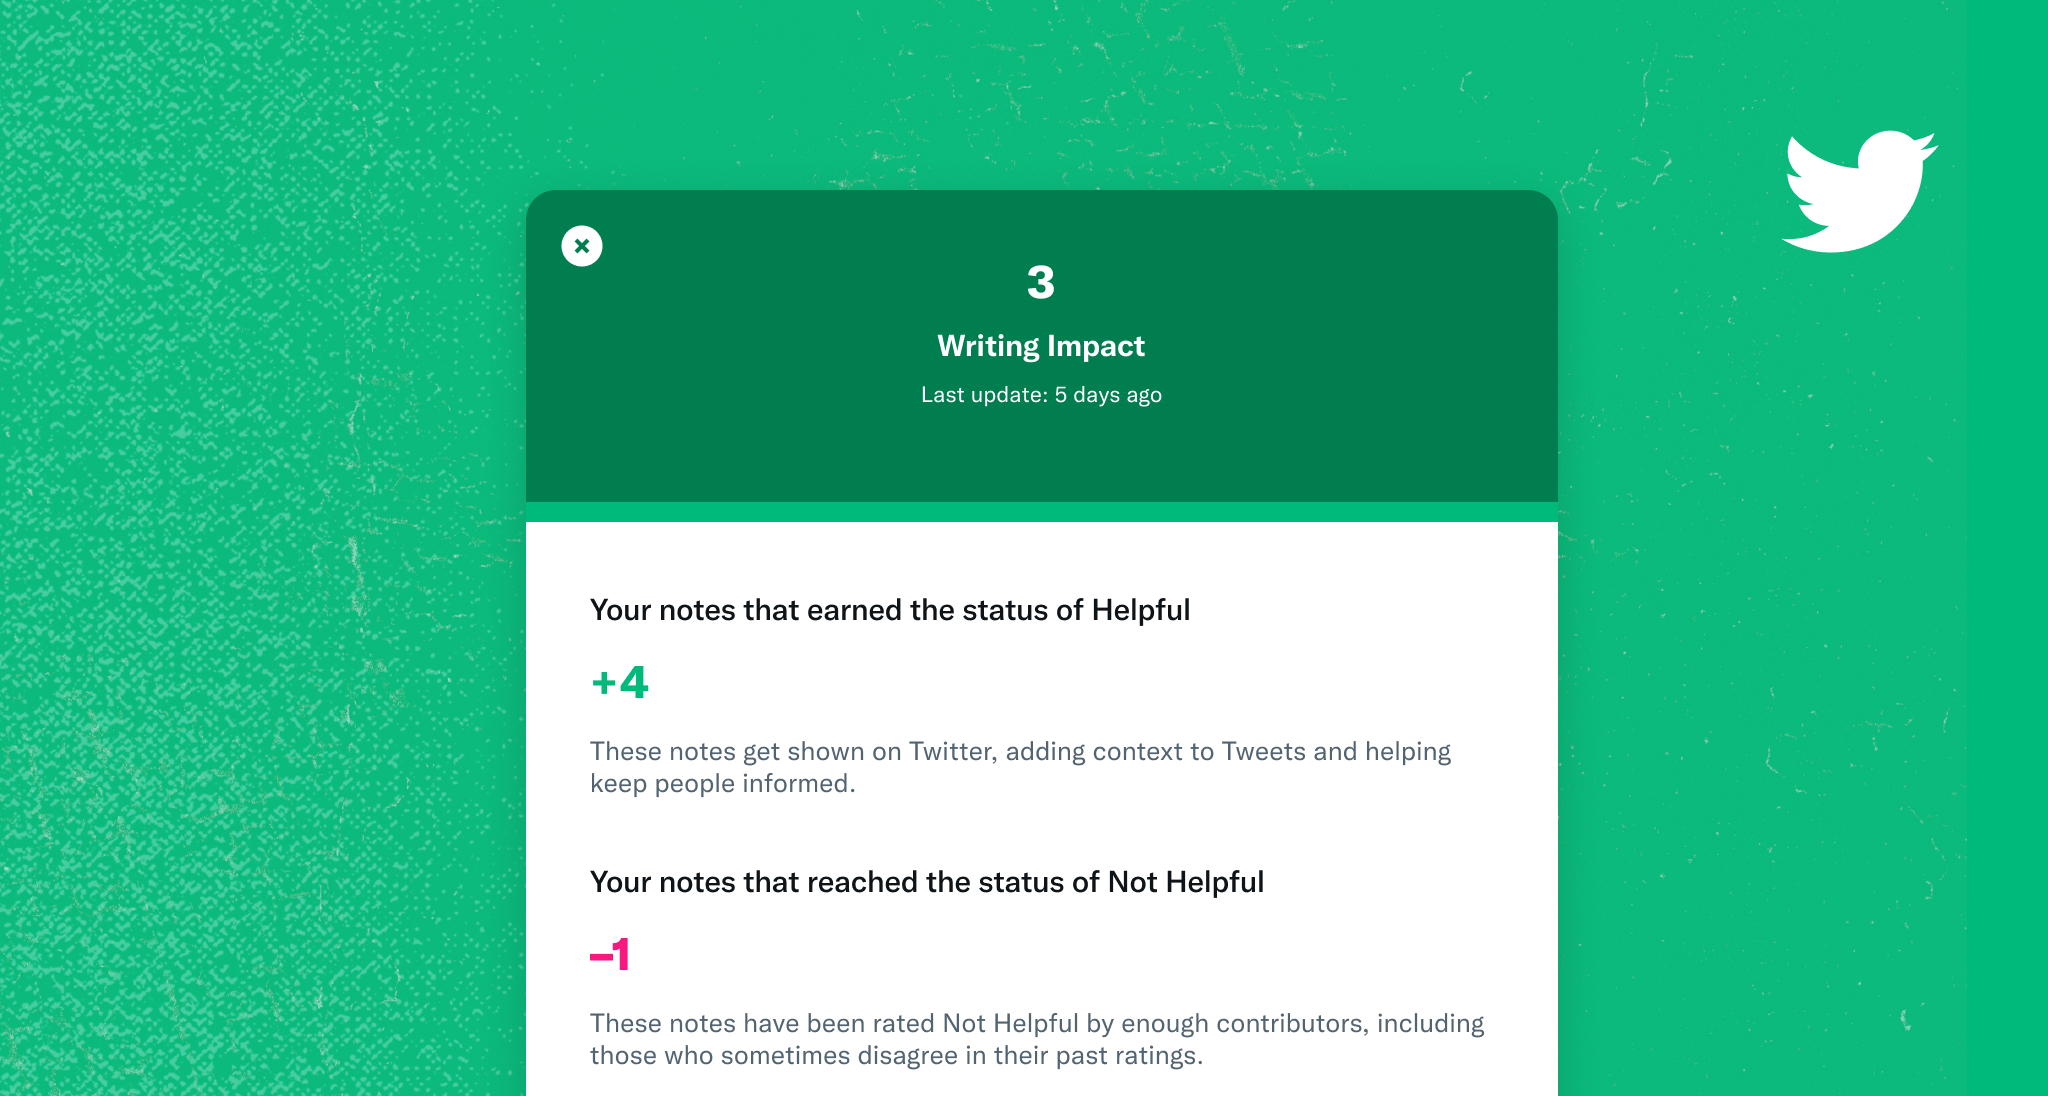 3
Writing Impact
Last update: 5 days ago
Your notes that earned the status of Helpful
+4
These notes get shown on Twitter, adding context to Tweets and helping
keep people informed.
Your notes that reached the status of Not Helpful
–1
These notes have been rated Not Helpful by enough contributors, including
those who sometimes disagree in their past ratings.